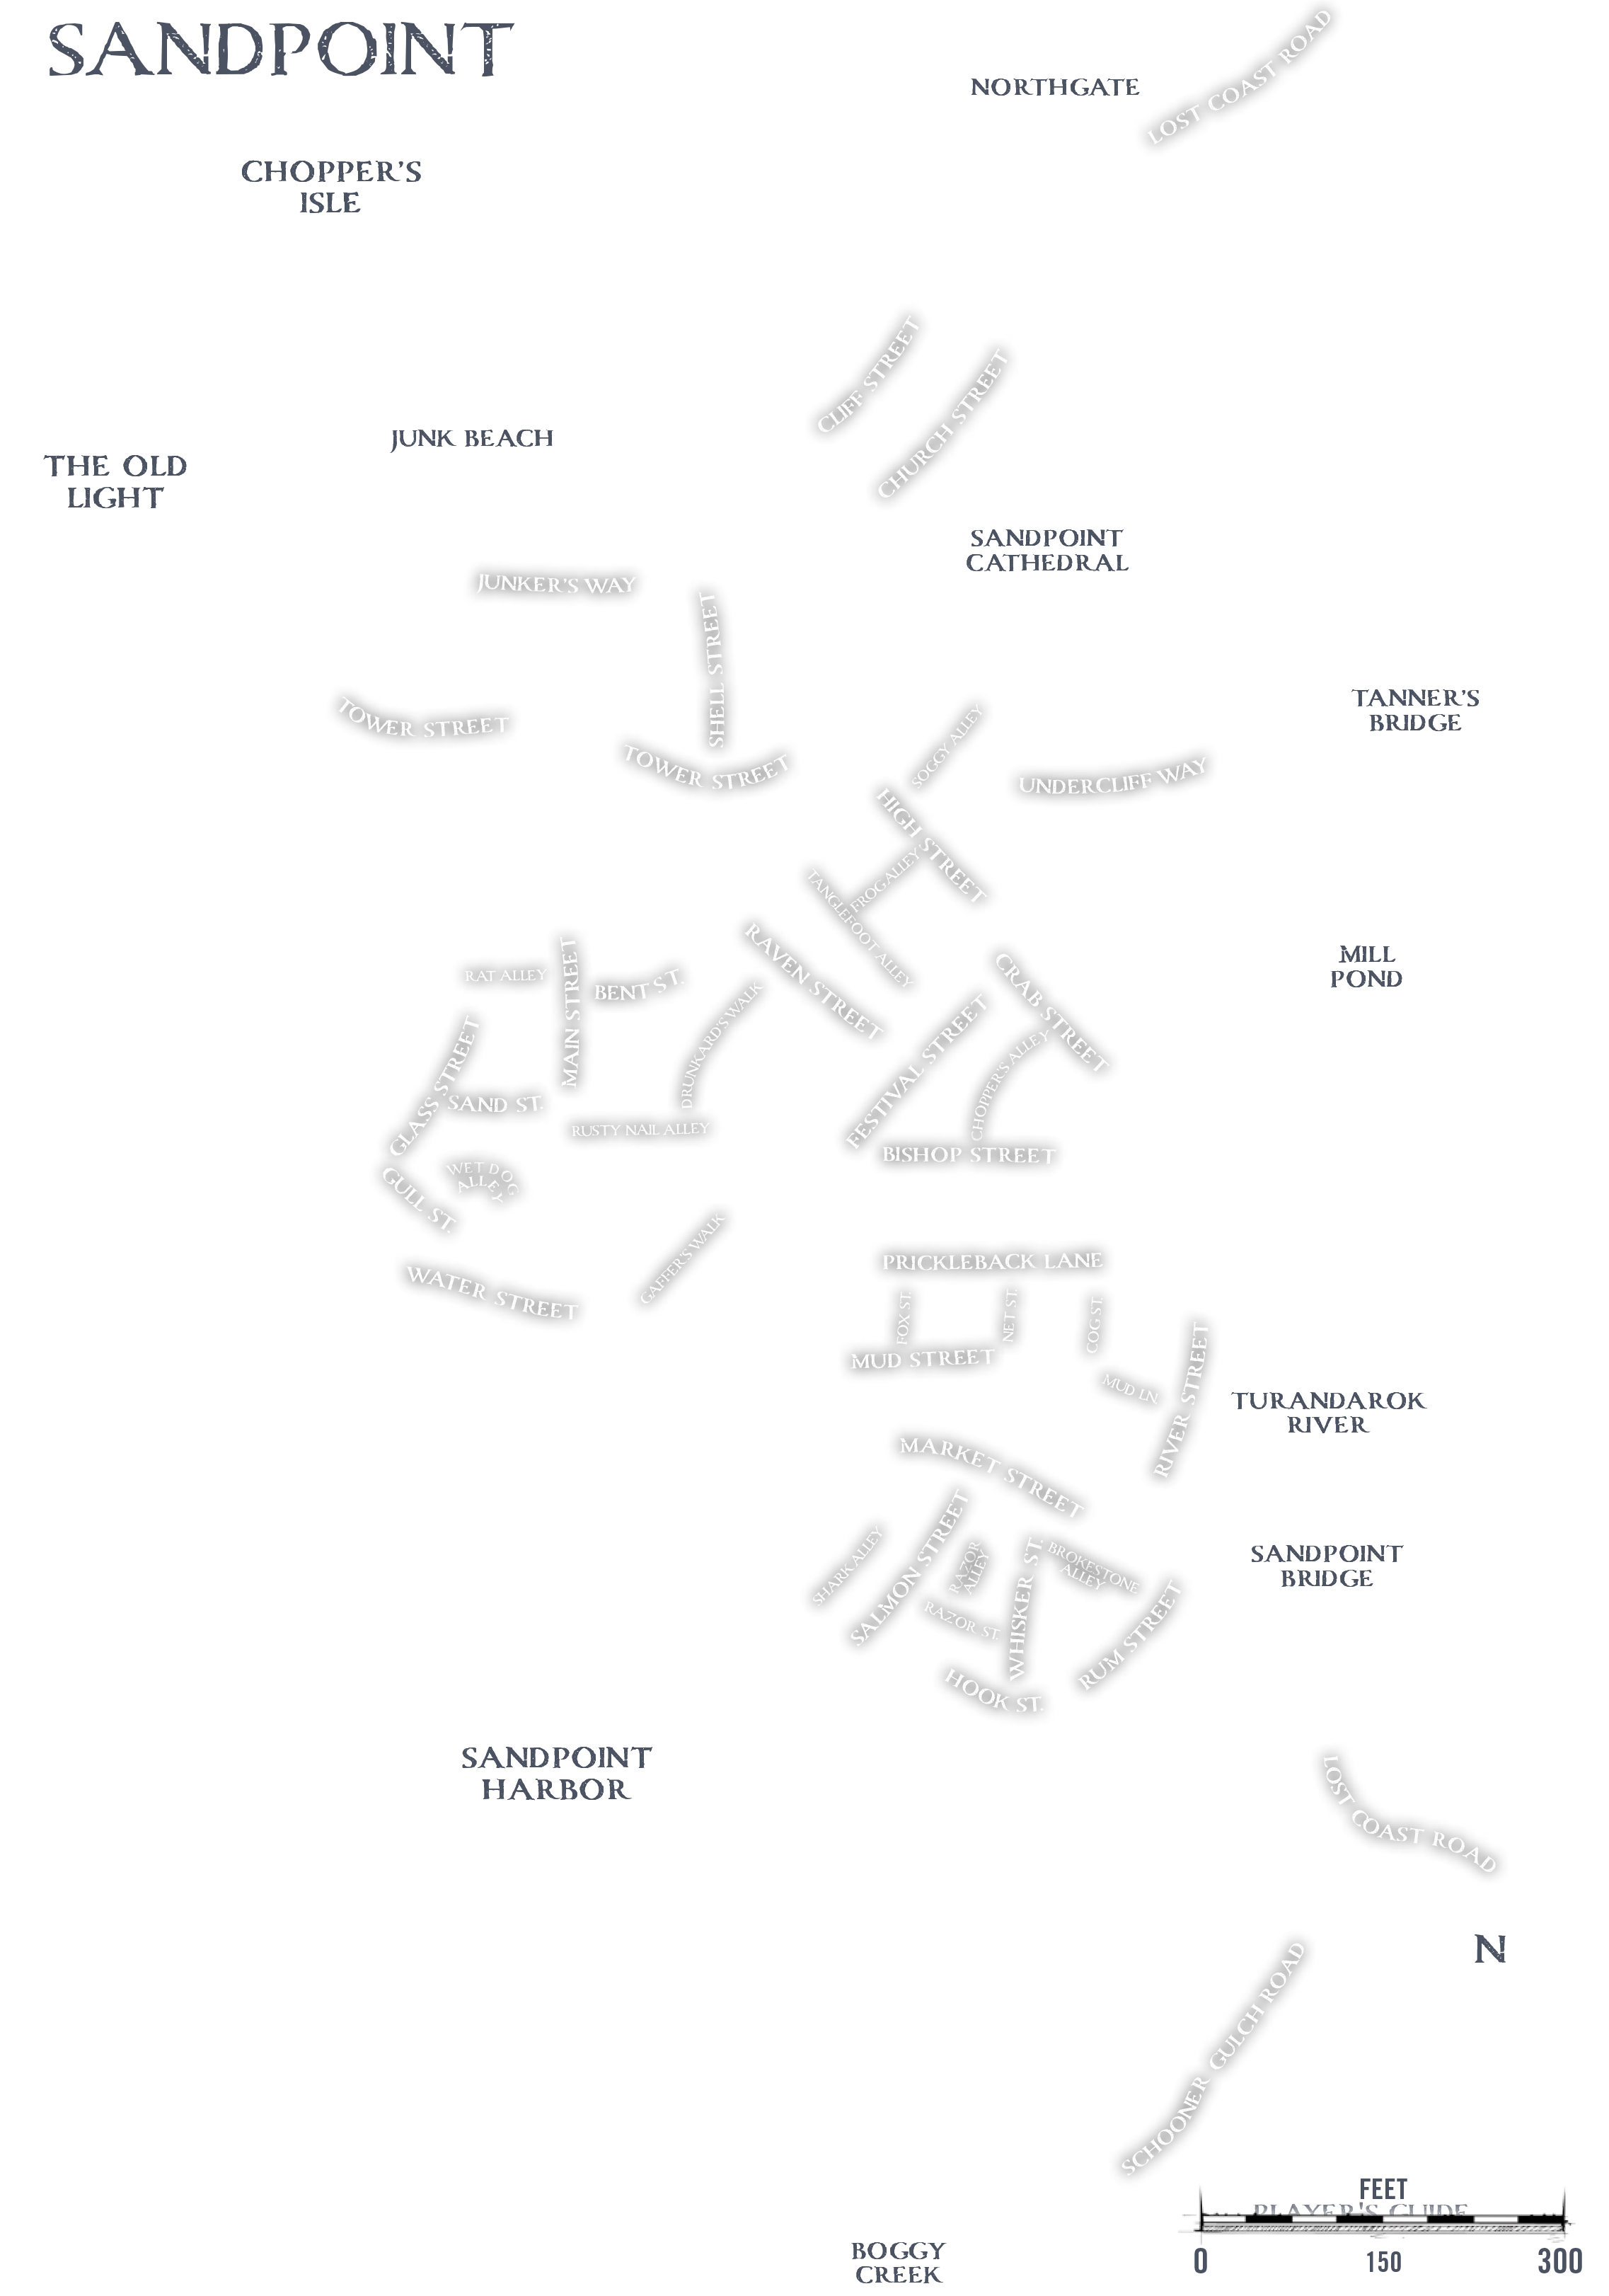 SANDPOINT
NORTHGATE
LOST COAST ROAD
CHOPPER'S
ISLE
CLIFF STREET
CHURCH STREET
JUNK BEACH
THE OLD
LIGHT
SANDPOINT
CATHEDRAL
JUNKER'S WAY
SHELL STREET
TOWER STREET
TOWER STREET
SOGGY ALLEY
UNDERCLIFF WAY
TANNER'S
BRIDGE
HIGH STREET
FROG ALLEY
TANGLEFOOT ALLEY
RAVEN STREET
CRAB STREET
MILL
POND
RAT ALLEY
MAIN STREET
BENT ST.
DRUNKARD'S WALK
FESTIVAL STREET
CHOPPER'S ALLEY
GLASS STREET
SAND ST.
RUSTY NAIL ALLEY
BISHOP STREET
WET DOG
ALLEY
GULL ST.
WATER STREET
GAFFER'S WALK
PRICKLEBACK LANE
FOX ST.
NET ST.
COG ST.
MUD STREET
MUD LN.
RIVER STREET
TURANDAROK
RIVER
MARKET STREET
SHARK ALLEY
SALMON STREET
RAZOR
ALLEY
RAZOR ST.
WHISKER ST.
BROKESTONE
ALLEY
RUM STREET
HOOK ST.
SANDPOINT
BRIDGE
SANDPOINT
HARBOR
LOST COAST ROAD
N
SCHOONER GULCH ROAD
FEET
PLAYER'S GUIDE
0 150 300
BOGGY
CREEK